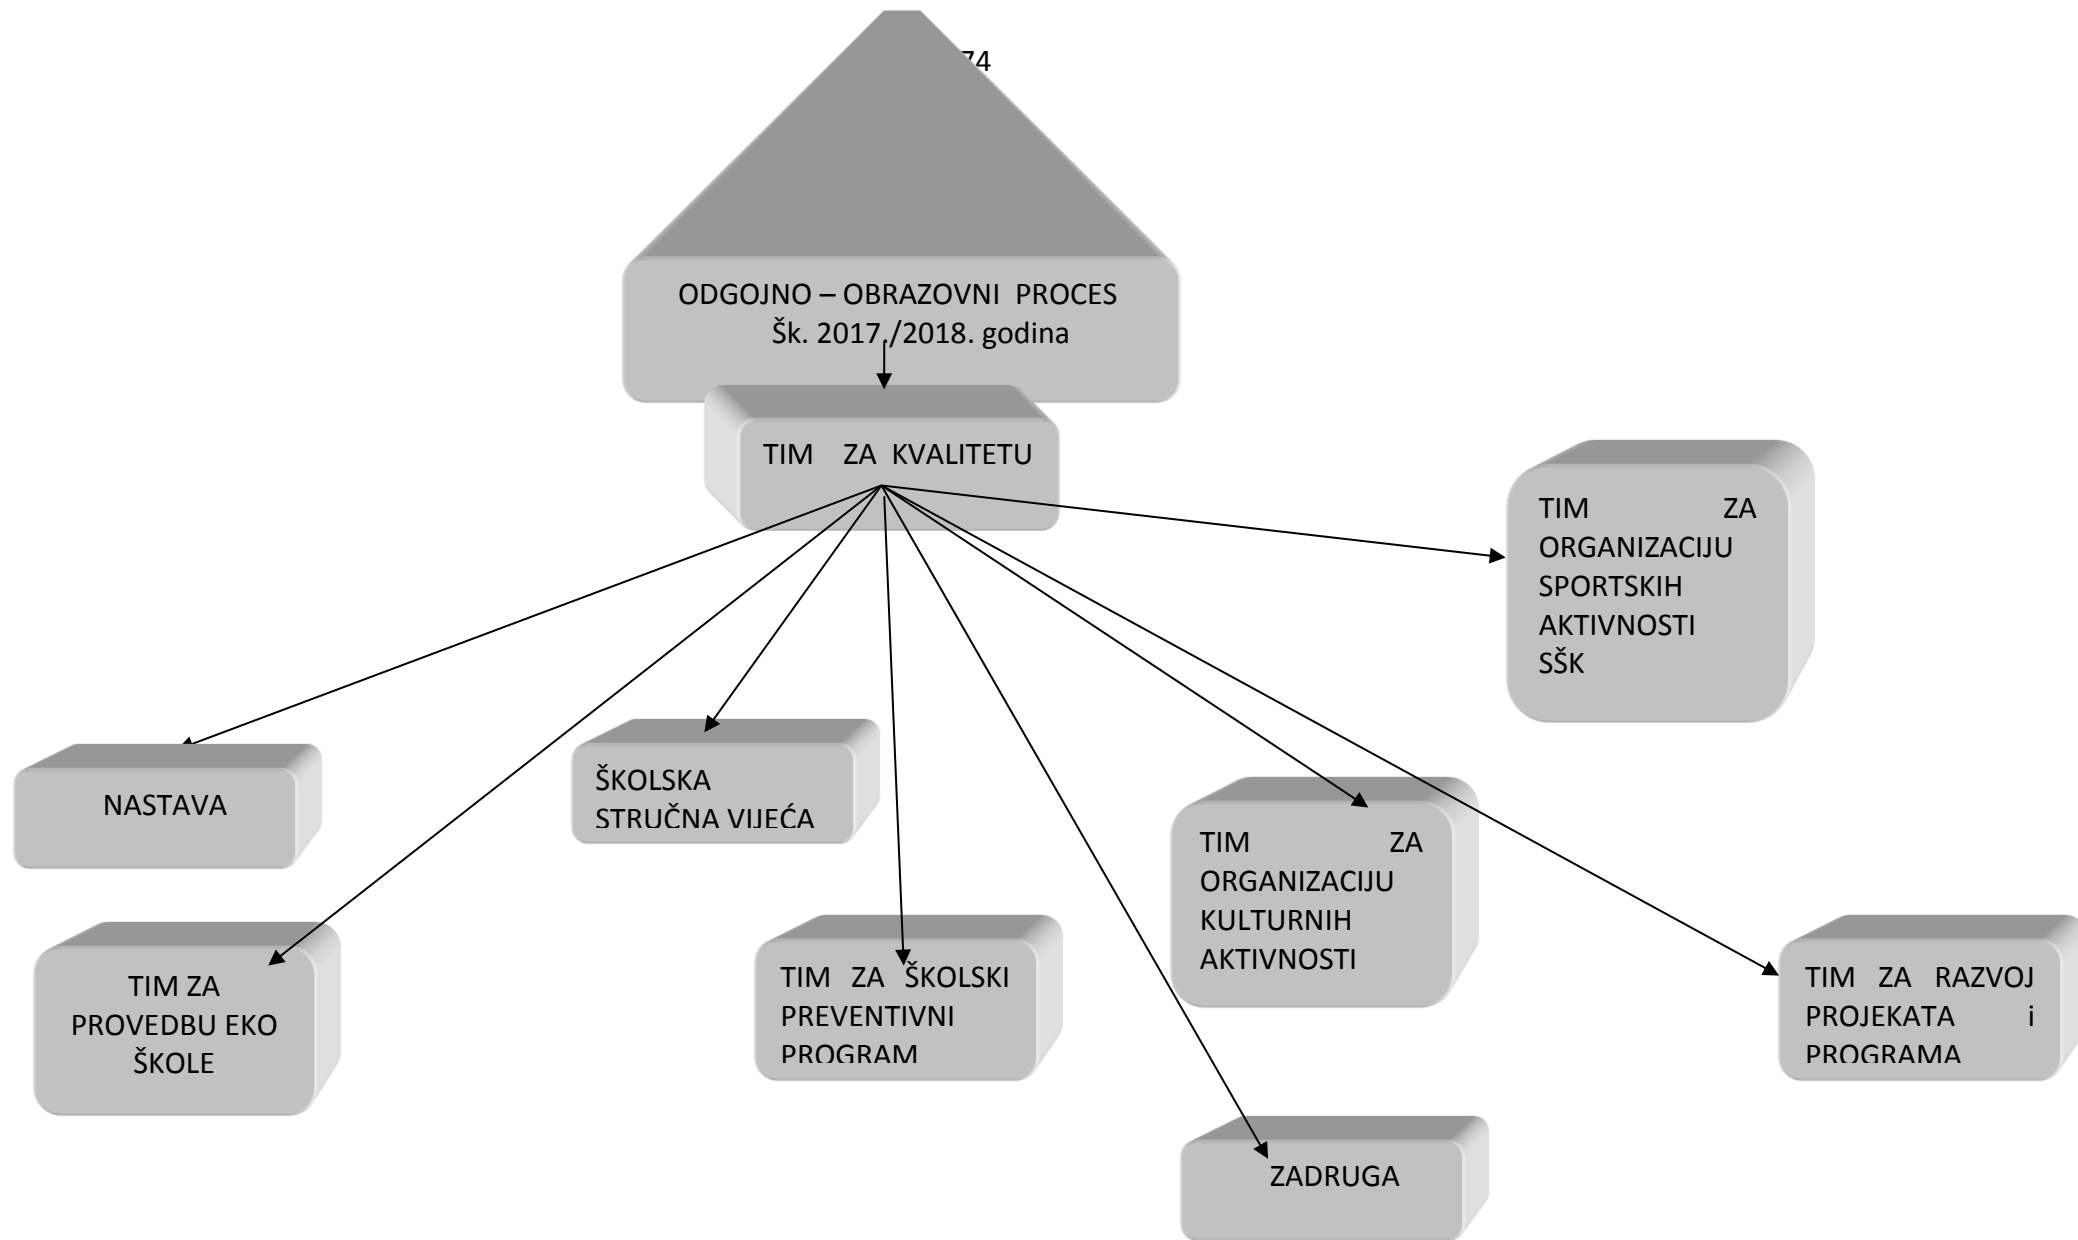 74
ODGOJNO – OBRAZOVNI PROCES
Šk. 2017./2018. godina
TIM ZA KVALITETU
TIM ZA
ORGANIZACIJU
SPORTSKIH
AKTIVNOSTI
SŠK
NASTAVA
ŠKOLSKA
STRUČNA VIJEĆA
TIM ZA
ORGANIZACIJU
KULTURNIH
AKTIVNOSTI
TIM ZA
PROVEDBU EKO
ŠKOLE
TIM ZA ŠKOLSKI
PREVENTIVNI
PROGRAM
TIM ZA RAZVOJ
PROJEKATA i
PROGRAMA
ZADRUGA